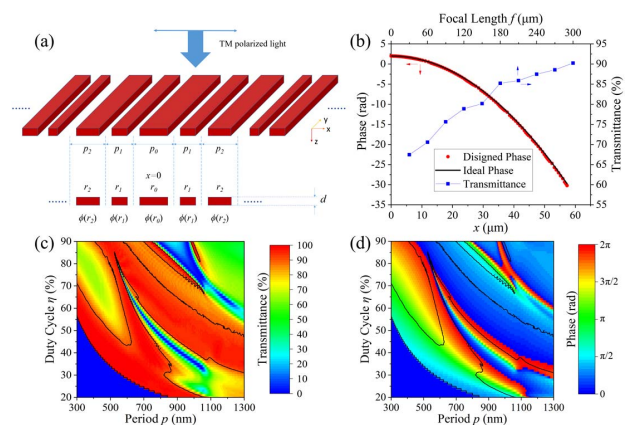 (a)
TM polarized light
y
x
z
p2 p1 p0 p1 p2
x=0
r2 r1 r0 r1 r2
d
ϕ(r2) ϕ(r1) ϕ(r0) ϕ(r1) ϕ(r2)
(b)
Focal Length f (μm)
0 60 120 180 240 300
Phase (rad)
5
0
-5
-10
-15
-20
-25
-30
-35
Disigned Phase
Ideal Phase
Transmittance
95
90
85
80
75
70
65
60
55
Transmittance (%)
0 10 20 30 40 50 60
x (μm)
(c)
Duty Cycle η (%)
90
80
70
60
50
40
30
20
300 500 700 900 1100 1300
Period p (nm)
100
90
80
70
60
50
40
30
20
10
0
Transmittance (%)
(d)
Duty Cycle η (%)
90
80
70
60
50
40
30
20
300 500 700 900 1100 1300
Period p (nm)
2π
3π/2
π
π/2
0
Phase (rad)